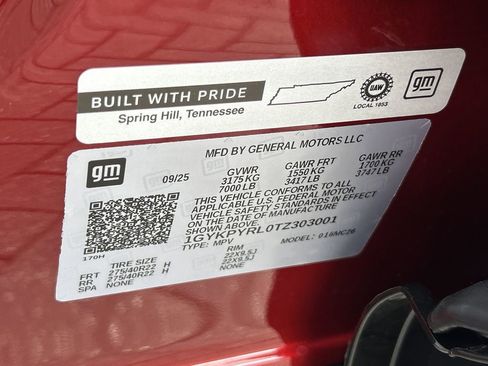 BUILT WITH PRIDE
Spring Hill, Tennessee
UAW
LOCAL 1853
gm
gm
09/25
MFD BY GENERAL MOTORS LLC
GVWR GAWR FRT GAWR RR
3175 KG 1550 KG 1700 KG
7000 LB 3417 LB 3747 LB
THIS VEHICLE CONFORMS TO ALL
APPLICABLE U.S. FEDERAL MOTOR
VEHICLE SAFETY STANDARDS IN EFFECT
ON THE DATE OF MANUFACTURE
SHOWN ABOVE.
1GYKPYRL0TZ303001
TYPE: MPV MODEL: 016MC26
170H
TIRE SIZE RIM
FRT 275/40R22 H 22X9.5J
RR 275/40R22 H 22X9.5J
SPA NONE NONE